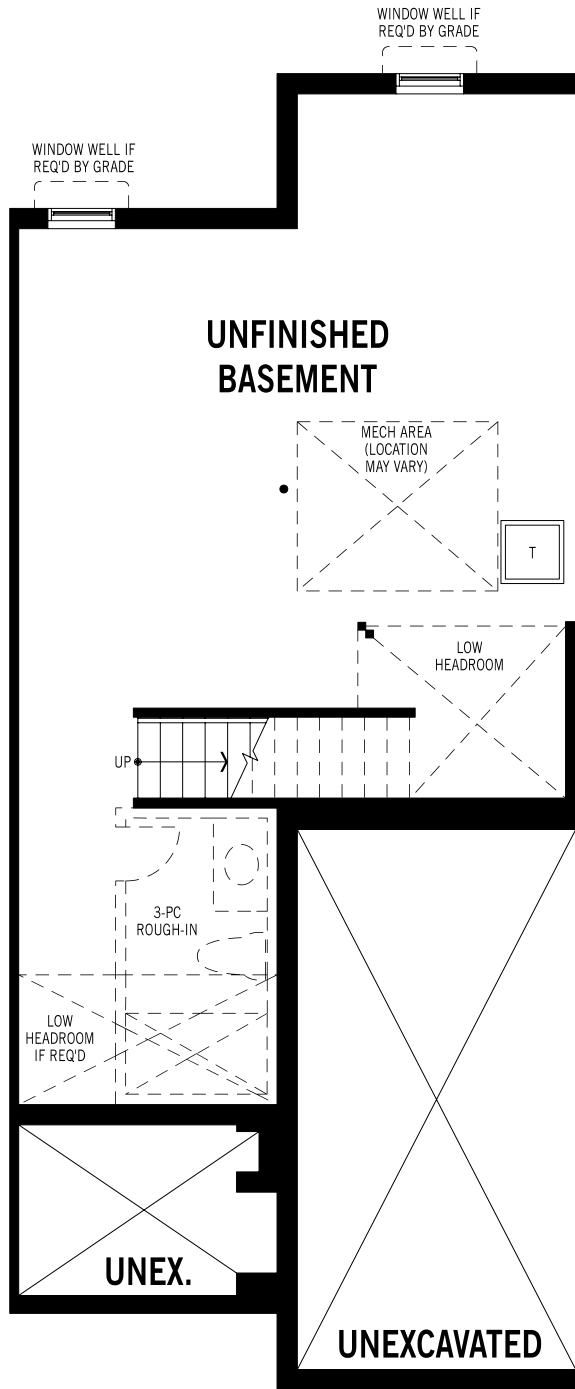 WINDOW WELL IF
REQ'D BY GRADE
WINDOW WELL IF
REQ'D BY GRADE
UNFINISHED
BASEMENT
MECH AREA
(LOCATION
MAY VARY)
T
LOW
HEADROOM
UP
3-PC
ROUGH-IN
LOW
HEADROOM
IF REQ'D
UNEX.
UNEXCAVATED